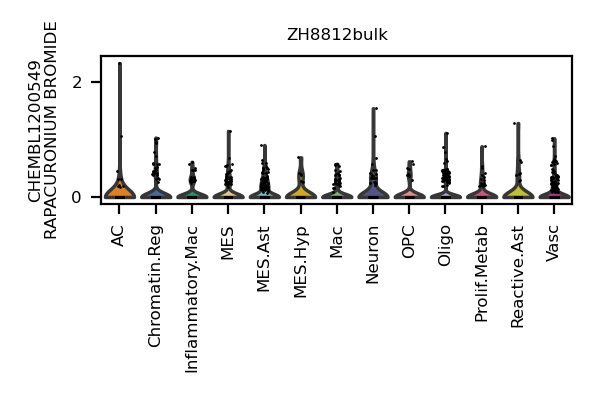 ZH8812bulk
CHEMBL1200549
RAPACURONIUM BROMIDE
2
0
AC
Chromatin.Reg
Inflammatory.Mac
MES
MES.Ast
MES.Hyp
Mac
Neuron
OPC
Oligo
Prolif.Metab
Reactive.Ast
Vasc